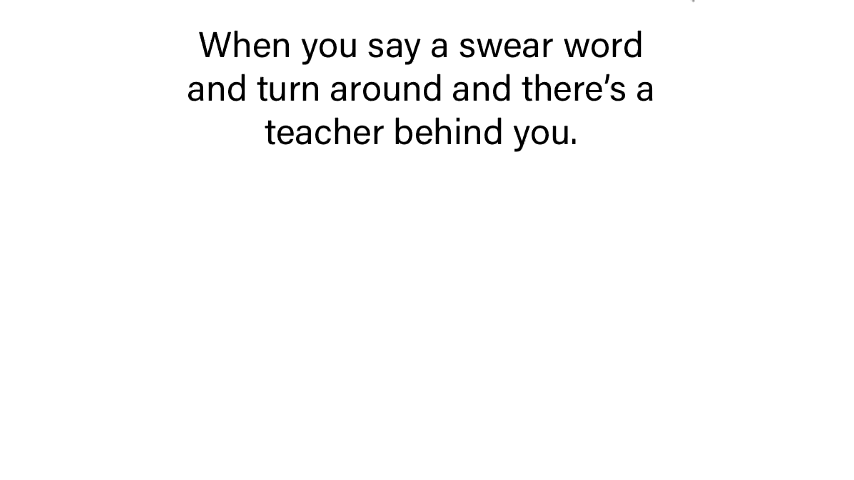 When you say a swear word
and turn around and there’s a
teacher behind you.